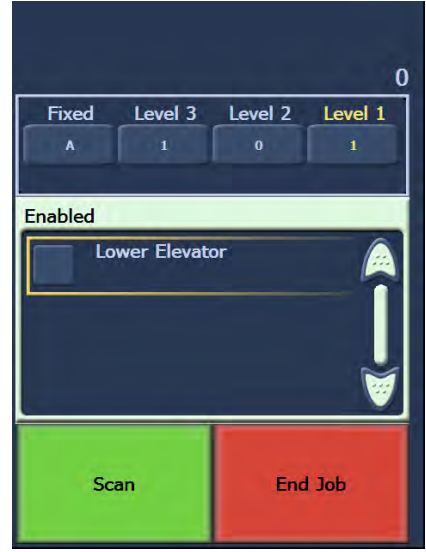 0
Fixed Level 3 Level 2 Level 1
A 1 0 1
Enabled
Lower Elevator
Scan End Job